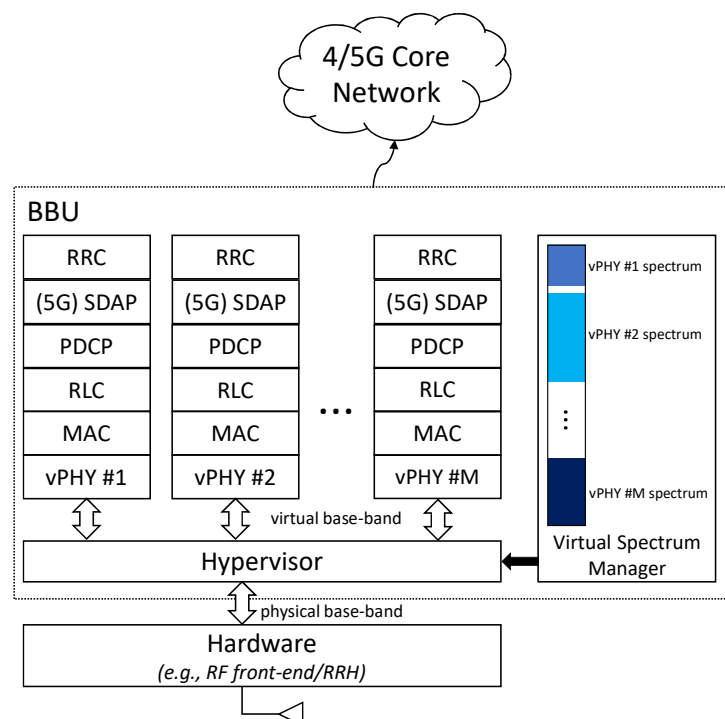 4/5G Core
Network
BBU
RRC
(5G) SDAP
PDCP
RLC
MAC
vPHY #1
RRC
(5G) SDAP
PDCP
RLC
MAC
vPHY #2
...
RRC
(5G) SDAP
PDCP
RLC
MAC
vPHY #M
vPHY #1 spectrum
vPHY #2 spectrum
...
vPHY #M spectrum
Virtual Spectrum
Manager
virtual base-band
Hypervisor
physical base-band
Hardware
(e.g., RF front-end/RRH)